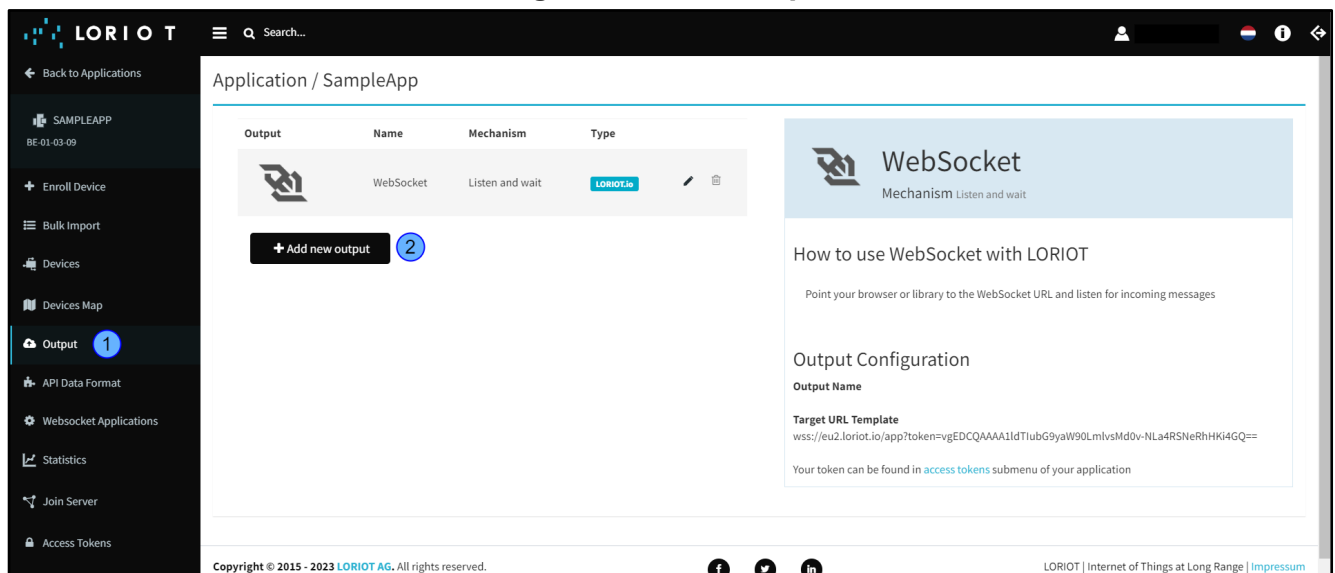 LORIOT
Search...
Back to Applications
Application / SampleApp
SAMPLEAPP
BE-01-03-09
Enroll Device
Bulk Import
Devices
Devices Map
Output 1
API Data Format
Websocket Applications
Statistics
Join Server
Access Tokens
Output Name Mechanism Type
WebSocket Listen and wait LORIOT.io
+ Add new output 2
WebSocket
Mechanism Listen and wait
How to use WebSocket with LORIOT
Point your browser or library to the WebSocket URL and listen for incoming messages
Output Configuration
Output Name
Target URL Template
wss://eu2.loriot.io/app?token=vgEDCQAAAA1ldTIubG9yaW90LmlvsMd0v-NLa4RSNeRhHKi4GQ==
Your token can be found in access tokens submenu of your application
Copyright © 2015 - 2023 LORIOT AG. All rights reserved.
LORIOT | Internet of Things at Long Range | Impressum